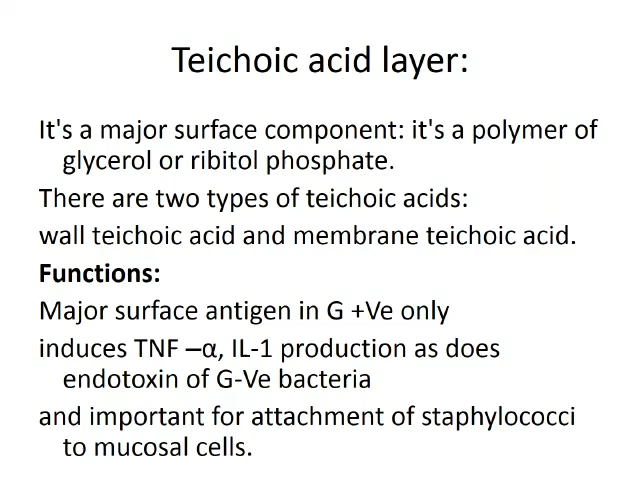 Teichoic acid layer:
It's a major surface component: it's a polymer of
glycerol or ribitol phosphate.
There are two types of teichoic acids:
wall teichoic acid and membrane teichoic acid.
Functions:
Major surface antigen in G +Ve only
induces TNF –α, IL-1 production as does
endotoxin of G-Ve bacteria
and important for attachment of staphylococci
to mucosal cells.